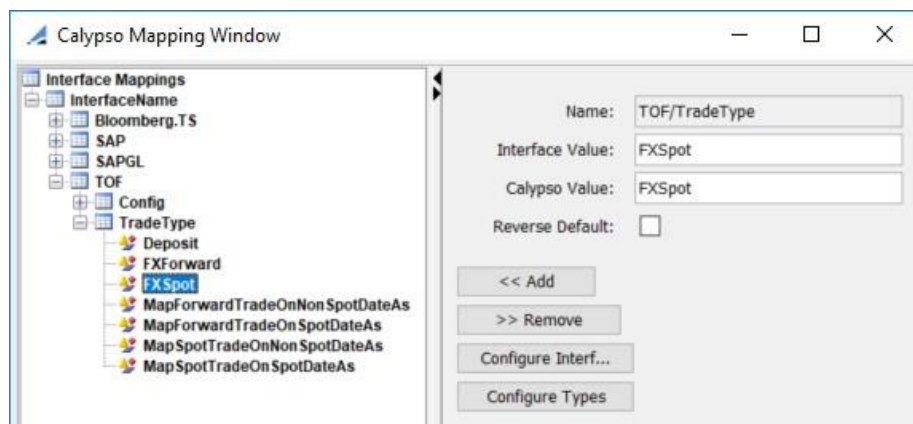 Calypso Mapping Window
Interface Mappings
InterfaceName
Bloomberg.TS
SAP
SAPGL
TOF
Config
TradeType
Deposit
FXForward
FXSpot
MapForwardTradeOnNonSpotDateAs
MapForwardTradeOnSpotDateAs
MapSpotTradeOnNonSpotDateAs
MapSpotTradeOnSpotDateAs
Name: TOF/TradeType
Interface Value: FXSpot
Calypso Value: FXSpot
Reverse Default:
<< Add
>> Remove
Configure Interf...
Configure Types